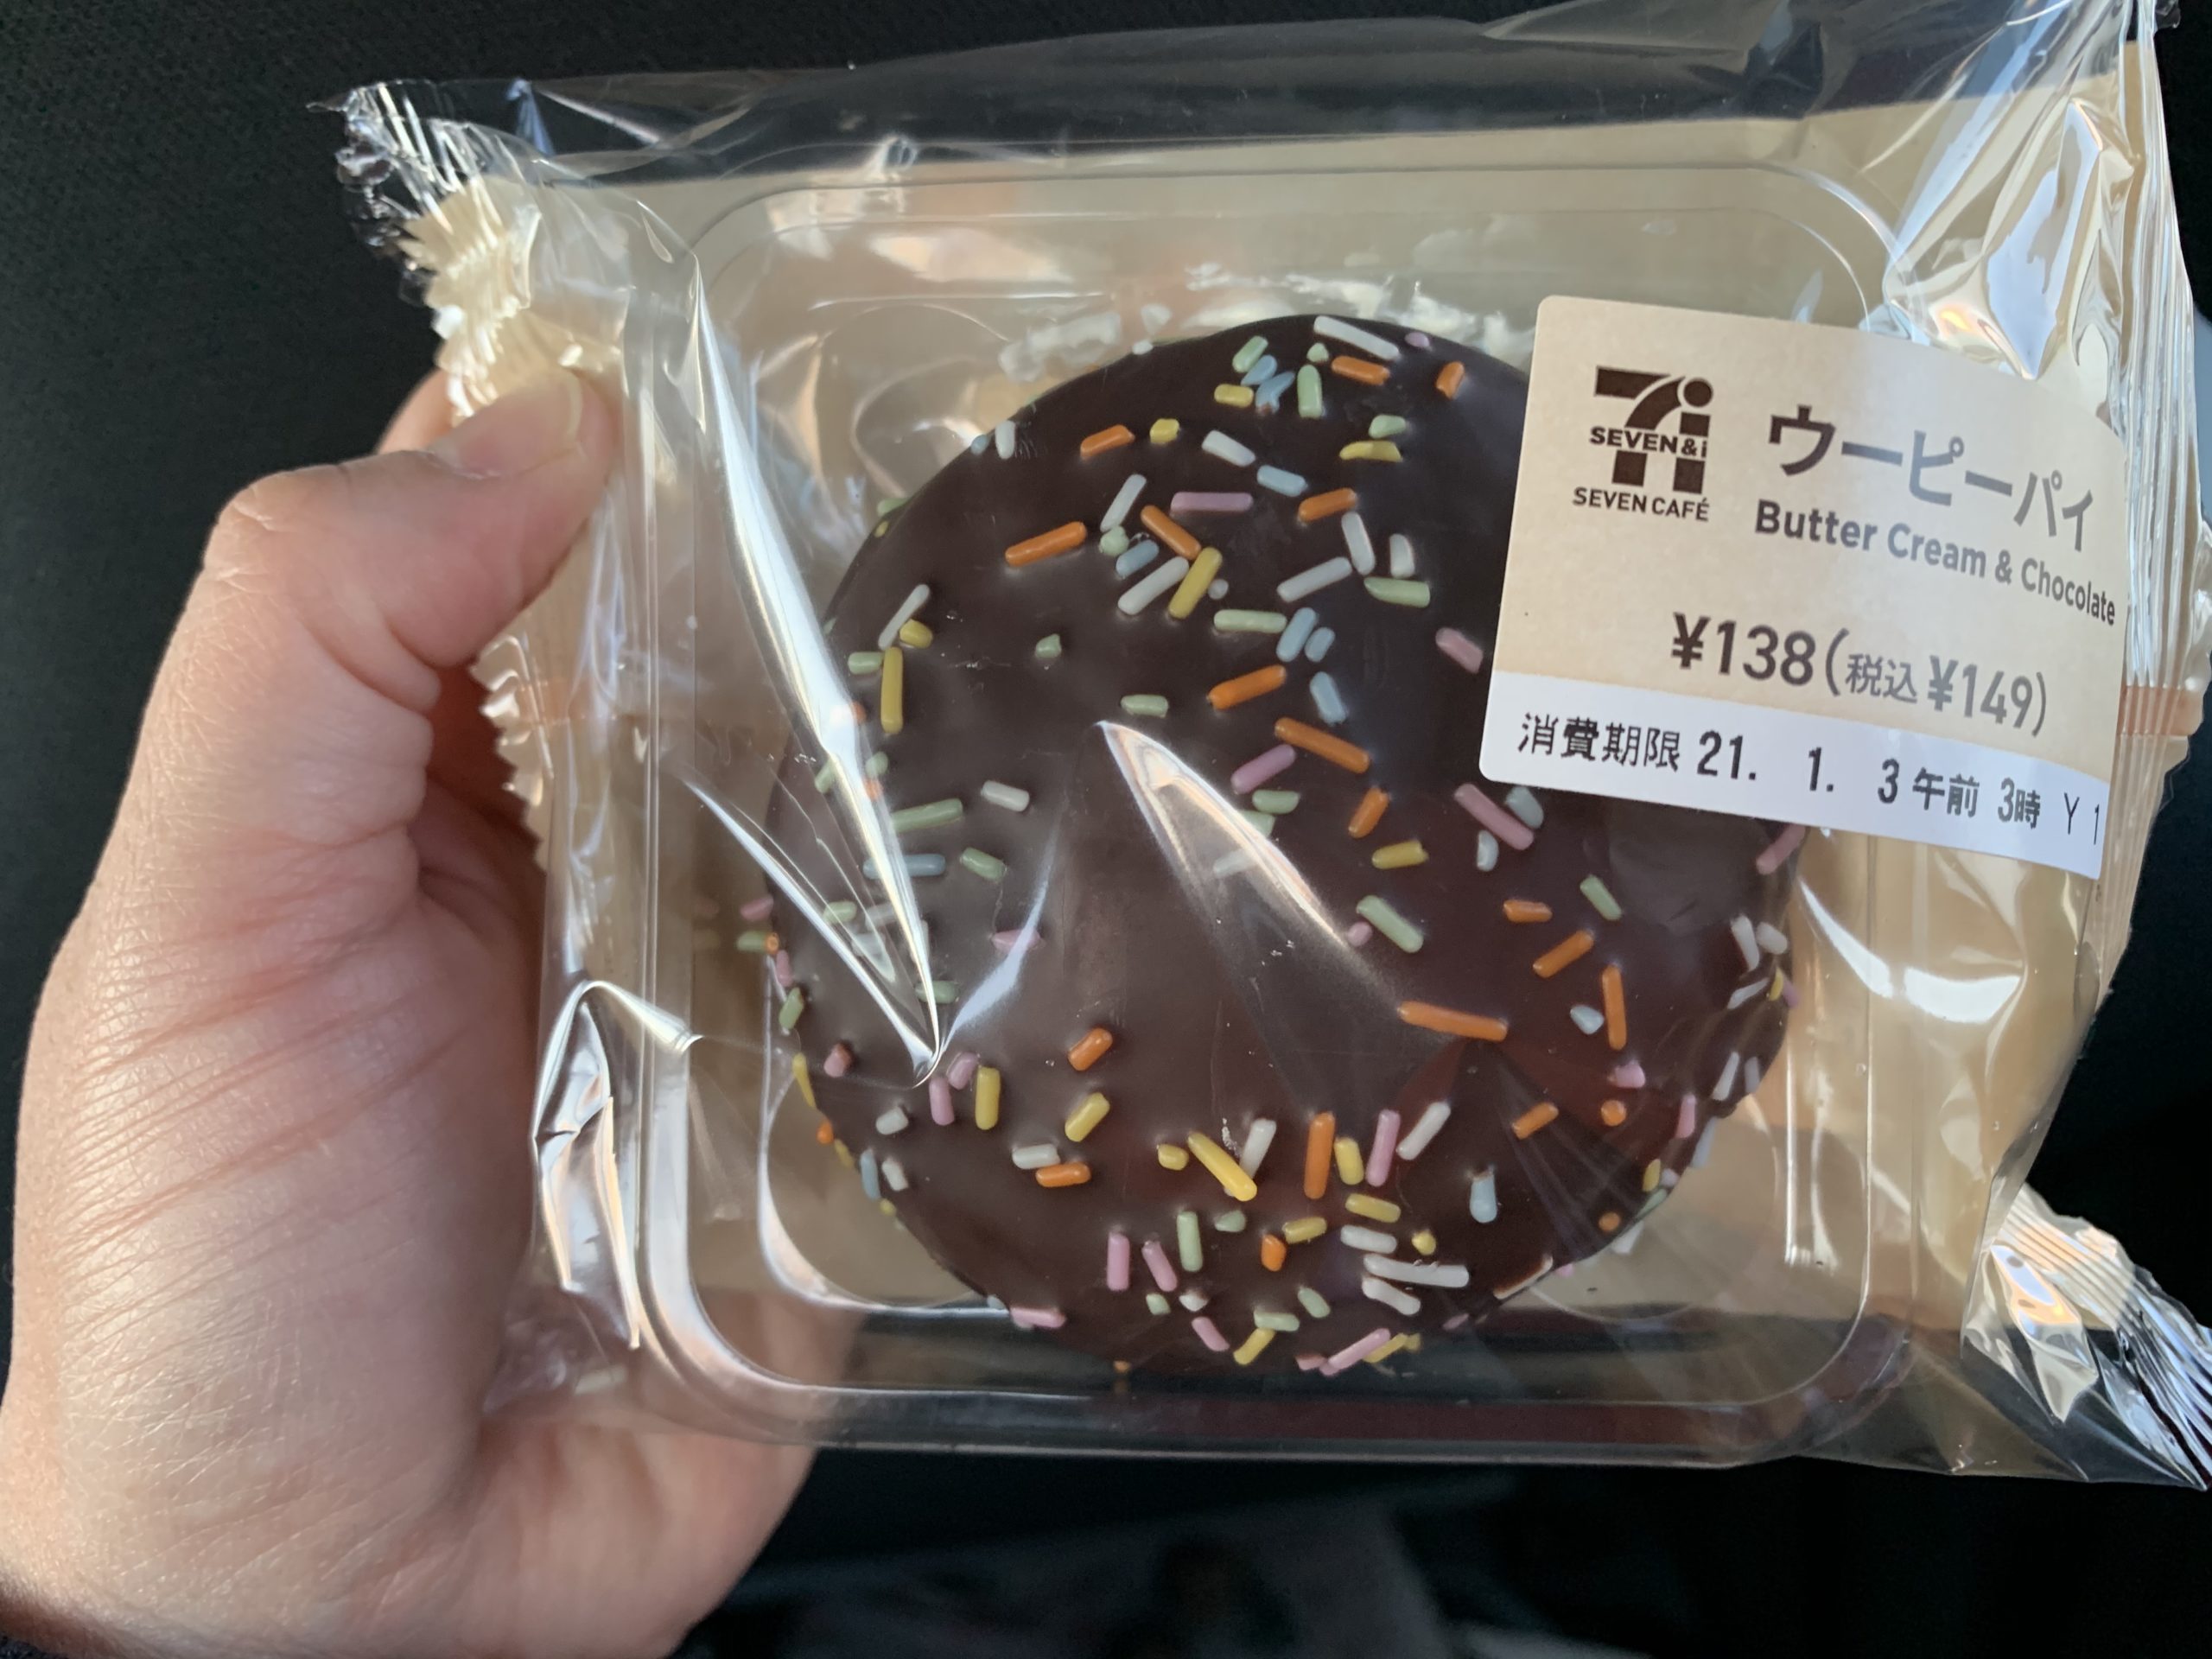 SEVEN&i
SEVEN CAFÉ
ウーピーパイ
Butter Cream & Chocolate
¥138(税込¥149)
消費期限 21. 1. 3午前 3時 Y1